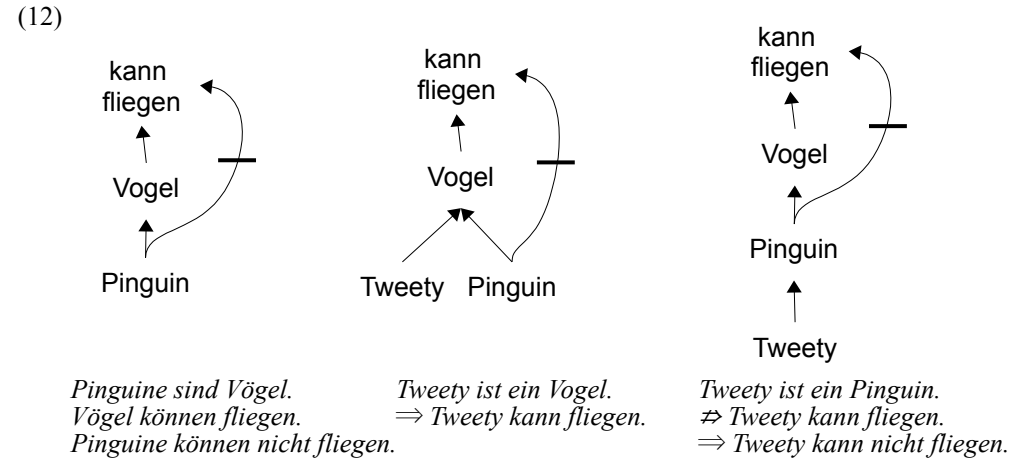 (12)
kann
fliegen
Vogel
Pinguin
Pinguine sind Vögel.
Vögel können fliegen.
Pinguine können nicht fliegen.
kann
fliegen
Vogel
Tweety Pinguin
Tweety ist ein Vogel.
⇒ Tweety kann fliegen.
kann
fliegen
Vogel
Pinguin
Tweety
Tweety ist ein Pinguin.
⇏ Tweety kann fliegen.
⇒ Tweety kann nicht fliegen.